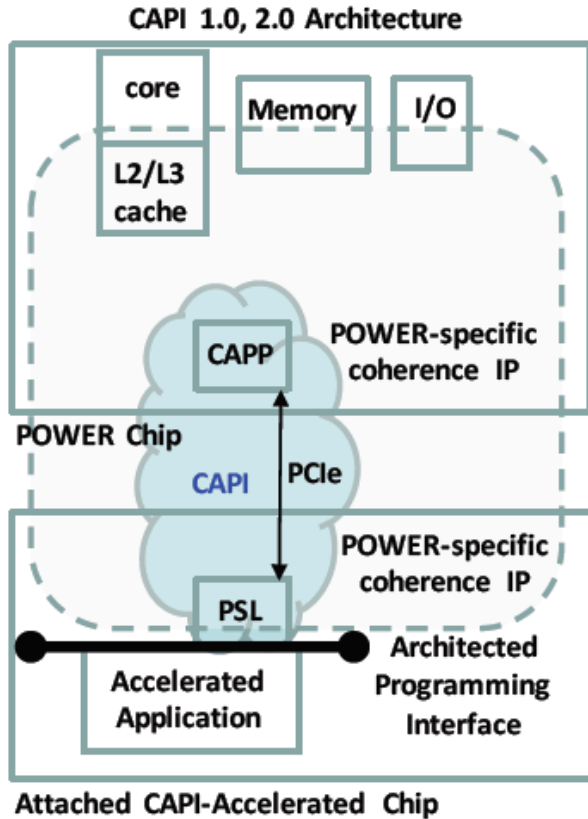 CAPI 1.0, 2.0 Architecture
core
Memory
I/O
L2/L3
cache
CAPP
POWER-specific
coherence IP
POWER Chip
CAPI
PCIe
POWER-specific
coherence IP
PSL
Architected
Programming
Interface
Accelerated
Application
Attached CAPI-Accelerated Chip